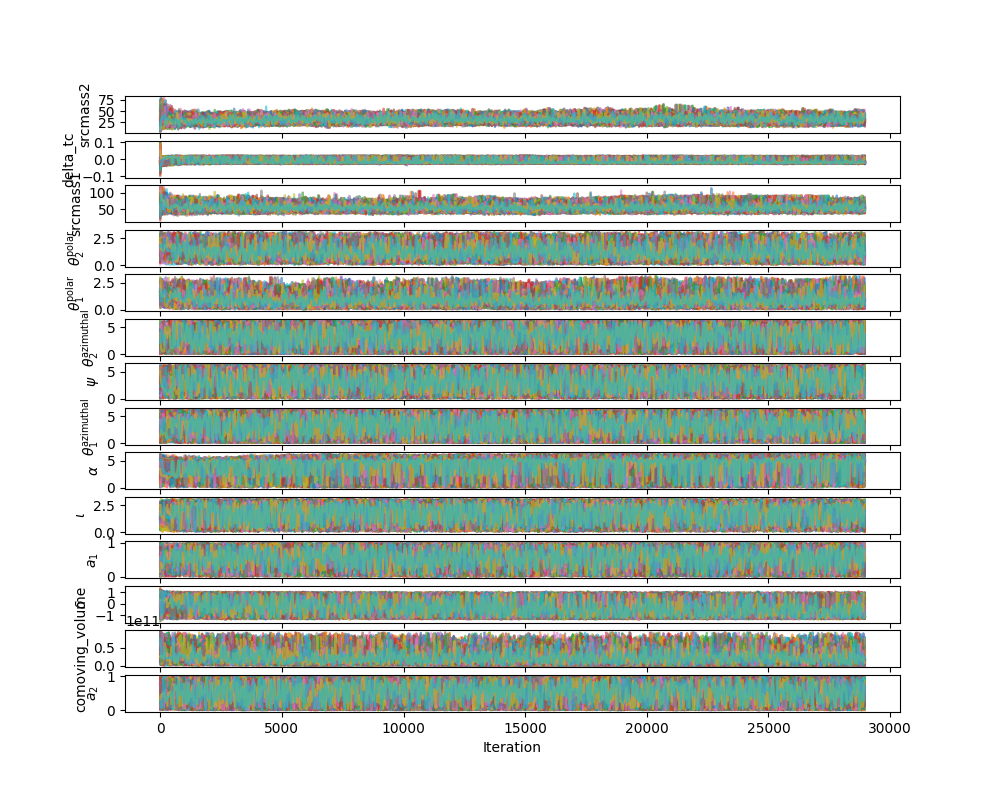 srcmass2
75
50
25
delta_tc
0.1
0.0
−0.1
srcmass1
100
50
θ₂^polar
2.5
0.0
θ₁^polar
2.5
0.0
θ₂^azimuthal
5
0
ψ
5
0
θ₁^azimuthal
5
0
α
5
0
ι
2.5
0.0
a₁
1
0
1
0
−1
comoving_volume
1e11
0.5
0.0
a₂
1
0
0
5000
10000
15000
20000
25000
30000
Iteration